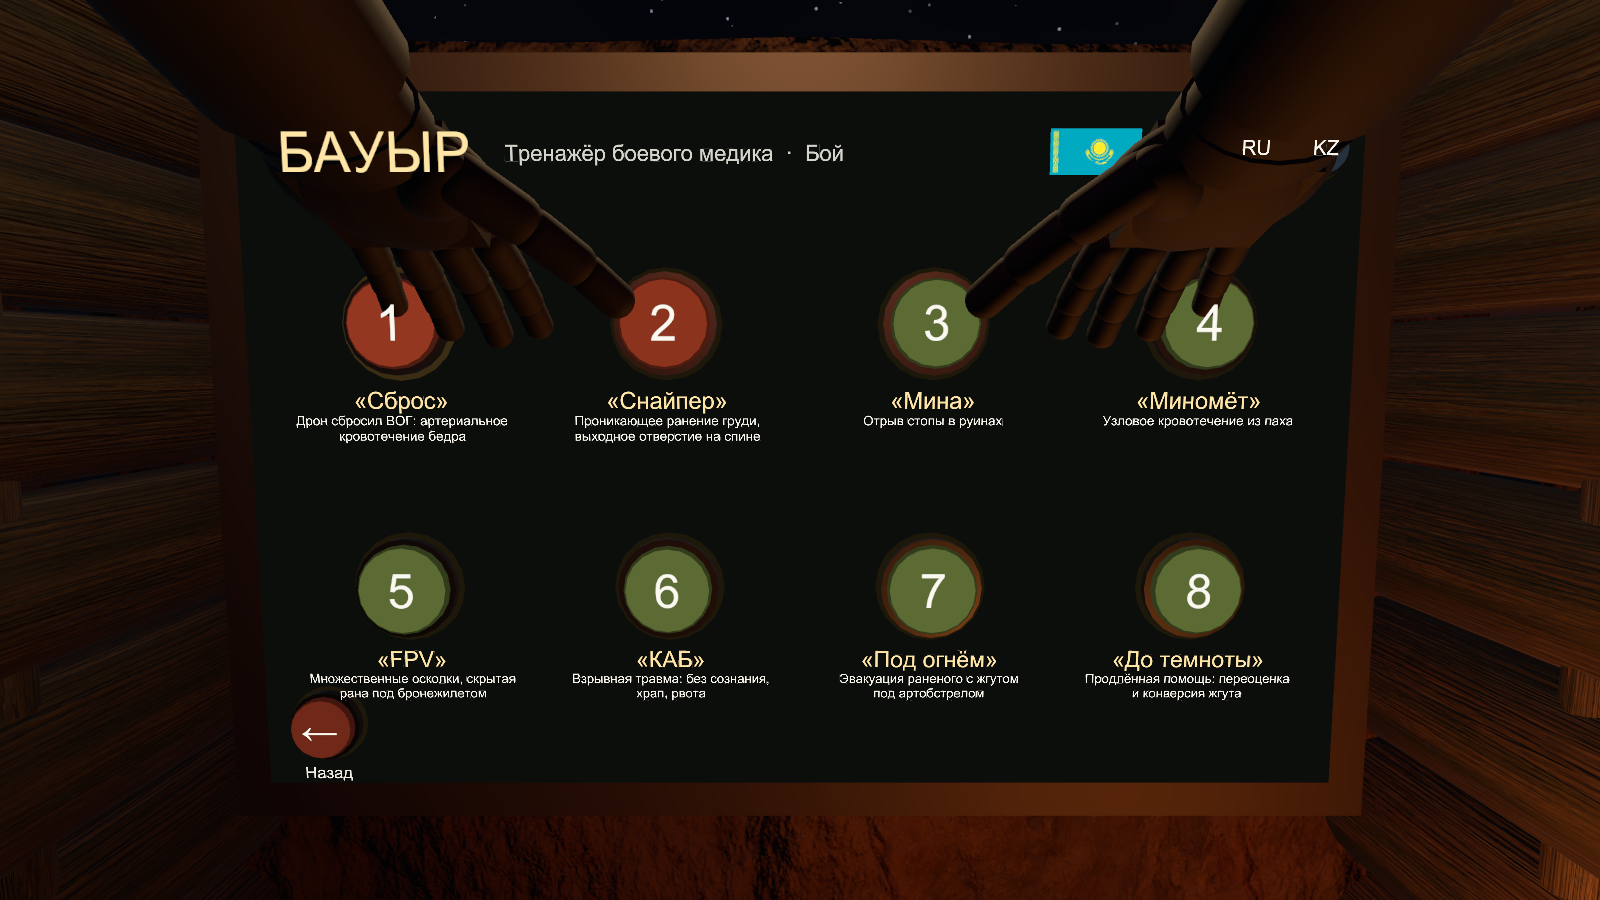 БАУЫР
Тренажёр боевого медика · Бой
RU KZ
1
2
3
4
«Сброс»
Дрон сбросил ВОГ: артериальное
кровотечение бедра
«Снайпер»
Проникающее ранение груди,
выходное отверстие на спине
«Мина»
Отрыв стопы в руинах
«Миномёт»
Узловое кровотечение из паха
5
6
7
8
«FPV»
Множественные осколки, скрытая
рана под бронежилетом
«КАБ»
Взрывная травма: без сознания,
храп, рвота
«Под огнём»
Эвакуация раненого с жгутом
под артобстрелом
«До темноты»
Продлённая помощь: переоценка
и конверсия жгута
←
Назад